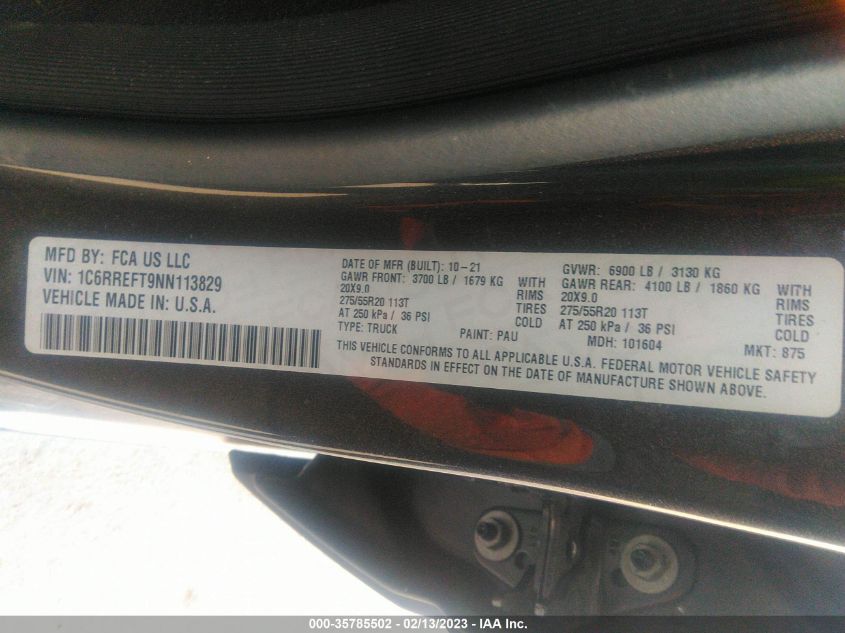 MFD BY: FCA US LLC
VIN: 1C6RREFT9NN113829
VEHICLE MADE IN: U.S.A.
DATE OF MFR (BUILT): 10-21
GAWR FRONT: 3700 LB / 1679 KG WITH
20X9.0 RIMS
275/55R20 113T TIRES
AT 250 kPa / 36 PSI COLD
TYPE: TRUCK PAINT: PAU
GVWR: 6900 LB / 3130 KG
GAWR REAR: 4100 LB / 1860 KG WITH
20X9.0 RIMS
275/55R20 113T TIRES
AT 250 kPa / 36 PSI COLD
MDH: 101604 MKT: 875
THIS VEHICLE CONFORMS TO ALL APPLICABLE U.S.A. FEDERAL MOTOR VEHICLE SAFETY
STANDARDS IN EFFECT ON THE DATE OF MANUFACTURE SHOWN ABOVE.
000-35785502 - 02/13/2023 - IAA Inc.